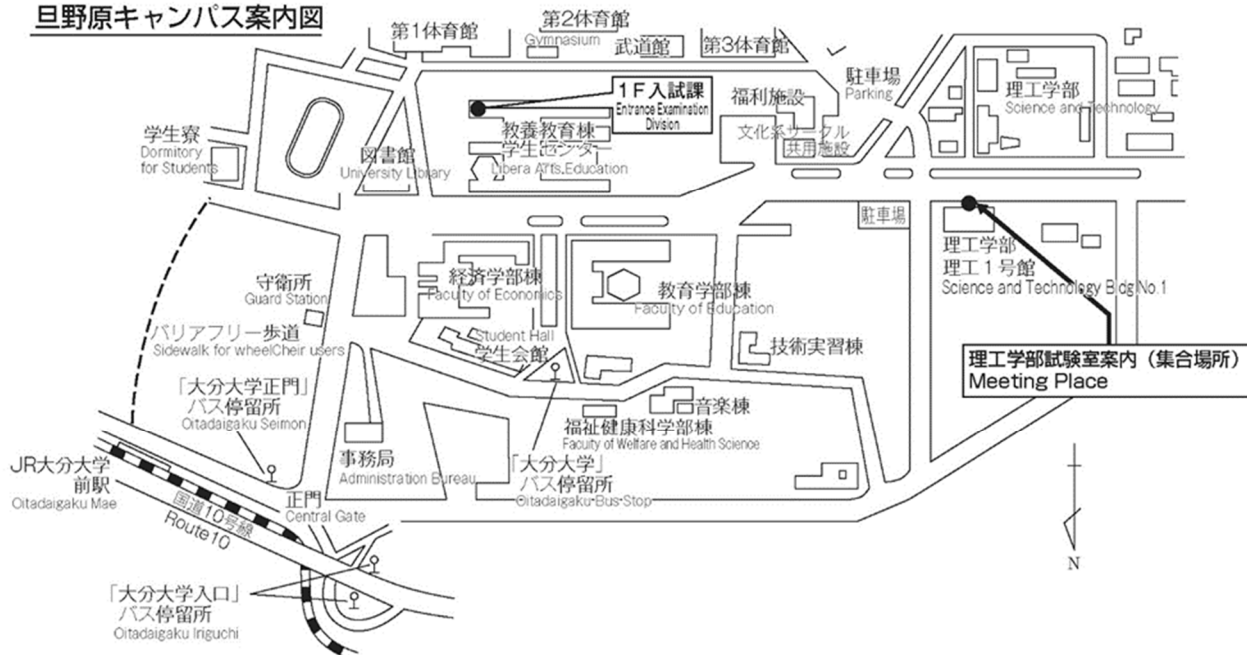 旦野原キャンパス案内図
第1体育館
第2体育館
Gymnasium
武道館
第3体育館
駐車場
Parking
理工学部
Science and Technology
1F入試課
Entrance Examination
Division
福利施設
文化系サークル
共用施設
学生寮
Dormitory
for Students
図書館
University Library
教養教育棟
学生センタ
Libera Arts Education
駐車場
理工学部
理工1号館
Science and Technology Bldg No.1
守衛所
Guard Station
経済学部棟
Faculty of Economics
教育学部棟
Faculty of Education
バリアフリー歩道
Sidewalk for wheelCheir users
Student Hall
学生会館
技術実習棟
理工学部試験室案内(集合場所)
Meeting Place
「大分大学正門」
バス停留所
Oitadaigaku Seimon
音楽棟
福祉健康科学部棟
Faculty of Welfare and Health Science
事務局
Administration Bureau
「大分大学」
バス停留所
Oitadaigaku Bus Stop
JR大分大学
前駅
Oitadaigaku Mae
国道10号線
Route10
正門
Central Gate
「大分大学入口」
バス停留所
Oitadaigaku Iriguchi
N